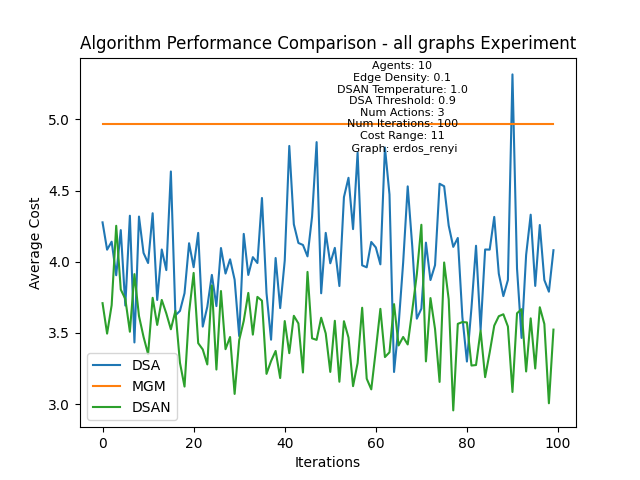 Algorithm Performance Comparison - all graphs Experiment
Agents: 10
Edge Density: 0.1
DSAN Temperature: 1.0
DSA Threshold: 0.9
Num Actions: 3
Num Iterations: 100
Cost Range: 11
Graph: erdos_renyi
Average Cost
5.0
4.5
4.0
3.5
3.0
DSA
MGM
DSAN
0 20 40 60 80 100
Iterations